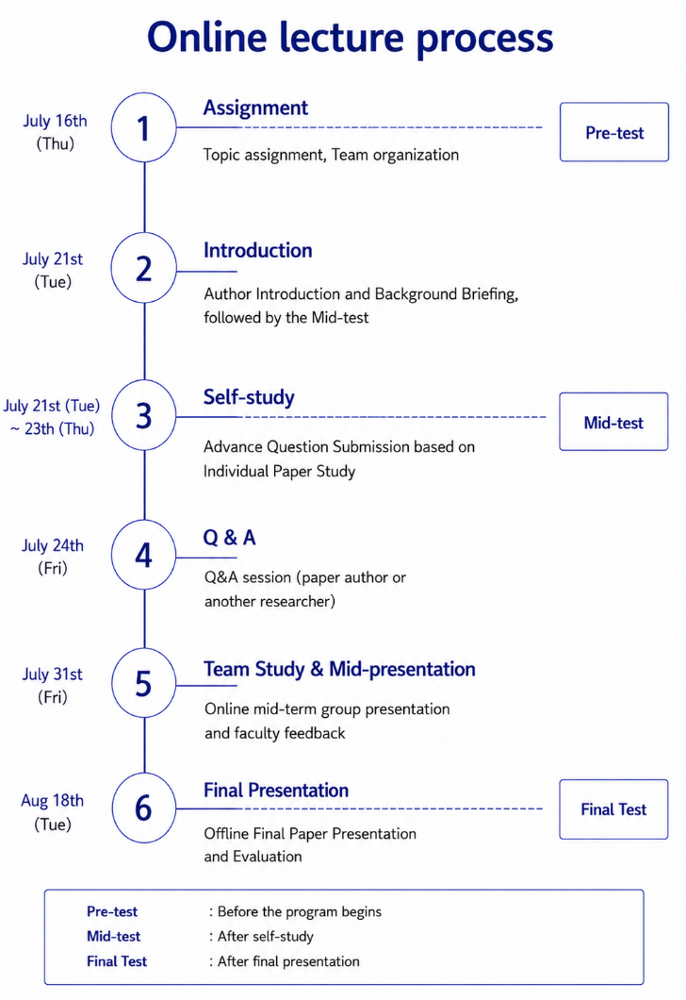 Online lecture process
July 16th
(Thu)
1
Assignment
Topic assignment, Team organization
Pre-test
July 21st
(Tue)
2
Introduction
Author Introduction and Background Briefing,
followed by the Mid-test
July 21st (Tue)
~ 23th (Thu)
3
Self-study
Advance Question Submission based on
Individual Paper Study
Mid-test
July 24th
(Fri)
4
Q & A
Q&A session (paper author or
another researcher)
July 31st
(Fri)
5
Team Study & Mid-presentation
Online mid-term group presentation
and faculty feedback
Aug 18th
(Tue)
6
Final Presentation
Offline Final Paper Presentation
and Evaluation
Final Test
Pre-test : Before the program begins
Mid-test : After self-study
Final Test : After final presentation